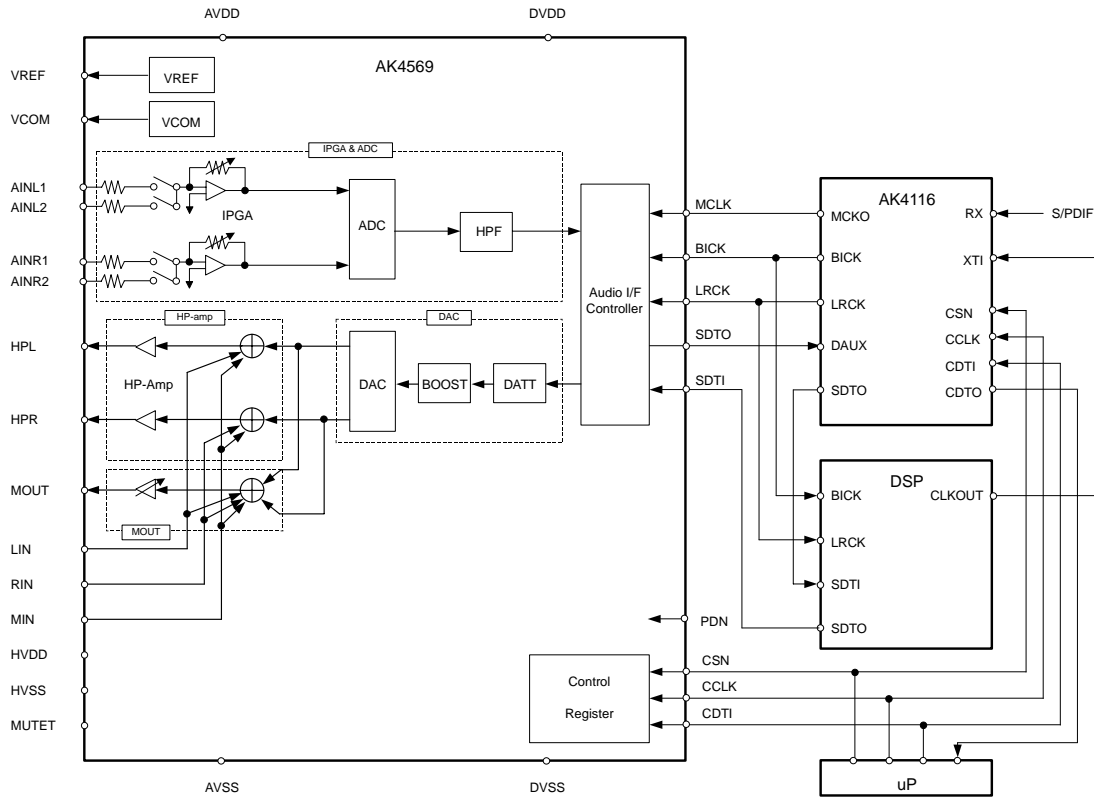 AVDD
DVDD
AK4569
VREF
VREF
VCOM
VCOM
IPGA & ADC
AINL1
AINL2
IPGA
AINR1
AINR2
ADC
HPF
Audio I/F
Controller
MCLK
BICK
LRCK
SDTO
SDTI
AK4116
MCKO
RX
S/PDIF
BICK
XTI
LRCK
CSN
CCLK
DAUX
CDTI
SDTO
CDTO
HP-amp
DAC
HPL
HP-Amp
DAC
BOOST
DATT
HPR
MOUT
MOUT
LIN
RIN
MIN
HVDD
HVSS
MUTET
DSP
BICK
CLKOUT
LRCK
SDTI
SDTO
PDN
Control
Register
CSN
CCLK
CDTI
AVSS
DVSS
uP